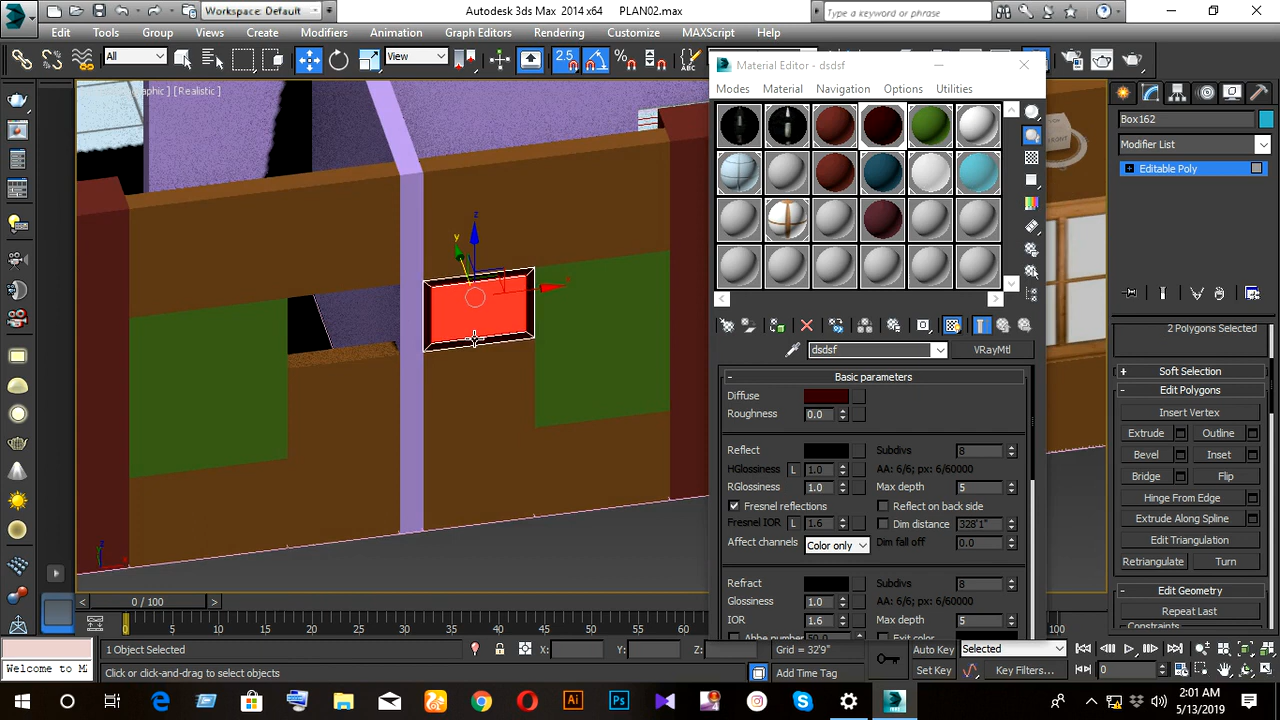 Workspace: Default
Autodesk 3ds Max 2014 x64 PLAN02.max
Type a keyword or phrase
Edit Tools Group Views Create Modifiers Animation Graph Editors Rendering Customize MAXScript Help
All
View
2.5
Material Editor - dsdsf
Modes Material Navigation Options Utilities
[ Realistic ]
FRONT
z
y
Box162
Modifier List
Editable Poly
dsdsf
VRayMtl
Basic parameters
Diffuse
Roughness 0.0
Reflect Subdivs 8
HGlossiness L 1.0 AA: 6/6; px: 6/60000
RGlossiness 1.0 Max depth 5
Fresnel reflections Reflect on back side
Fresnel IOR L 1.6 Dim distance 328'1"
Affect channels Color only Dim fall off 0.0
Refract Subdivs 8
Glossiness 1.0 AA: 6/6; px: 6/60000
IOR 1.6 Max depth 5
Abbe number 50.0 Exit color
2 Polygons Selected
Soft Selection
Edit Polygons
Insert Vertex
Extrude Outline
Bevel Inset
Bridge Flip
Hinge From Edge
Extrude Along Spline
Edit Triangulation
Retriangulate Turn
Edit Geometry
Repeat Last
Constraints
0 / 100
0 5 10 15 20 25 30 35 40 45 50 55 60 100
1 Object Selected X: Y: Z: Grid = 32'9" Auto Key Selected
Welcome to M Click or click-and-drag to select objects Add Time Tag Set Key Key Filters... 0
2:01 AM
5/13/2019